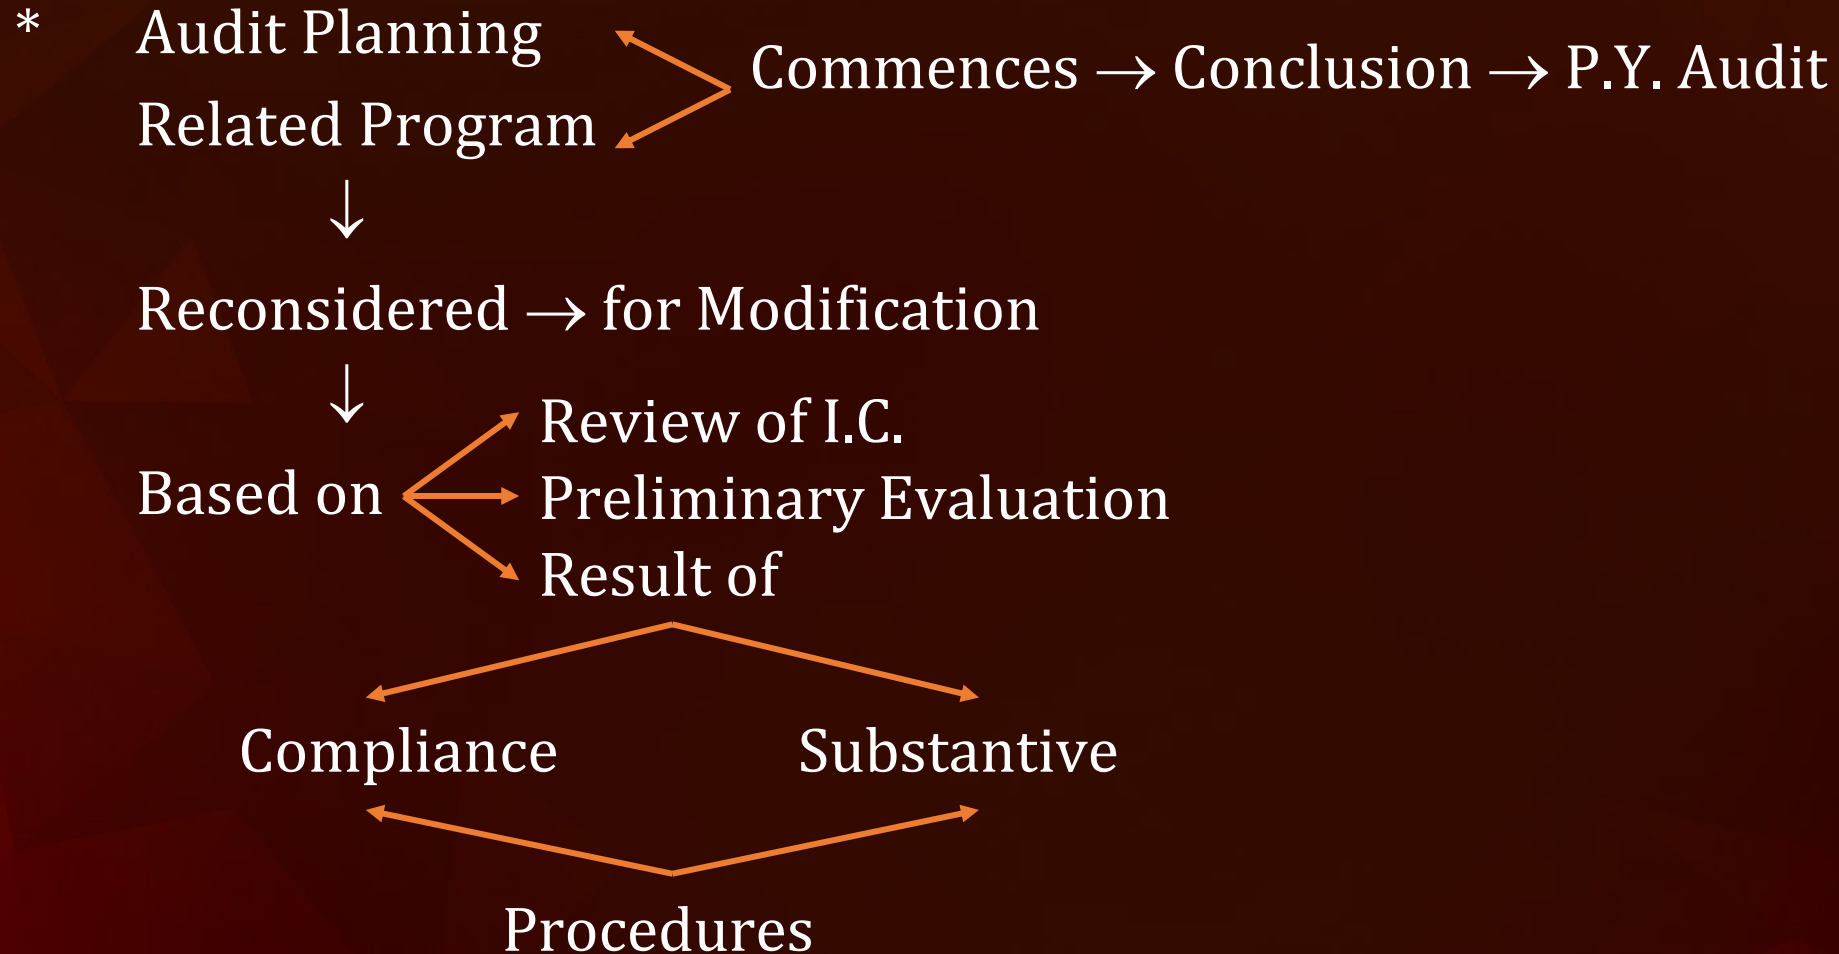 * Audit Planning
Commences → Conclusion → P.Y. Audit
Related Program
↓
Reconsidered → for Modification
↓
Review of I.C.
Based on
Preliminary Evaluation
Result of
Compliance Substantive
Procedures